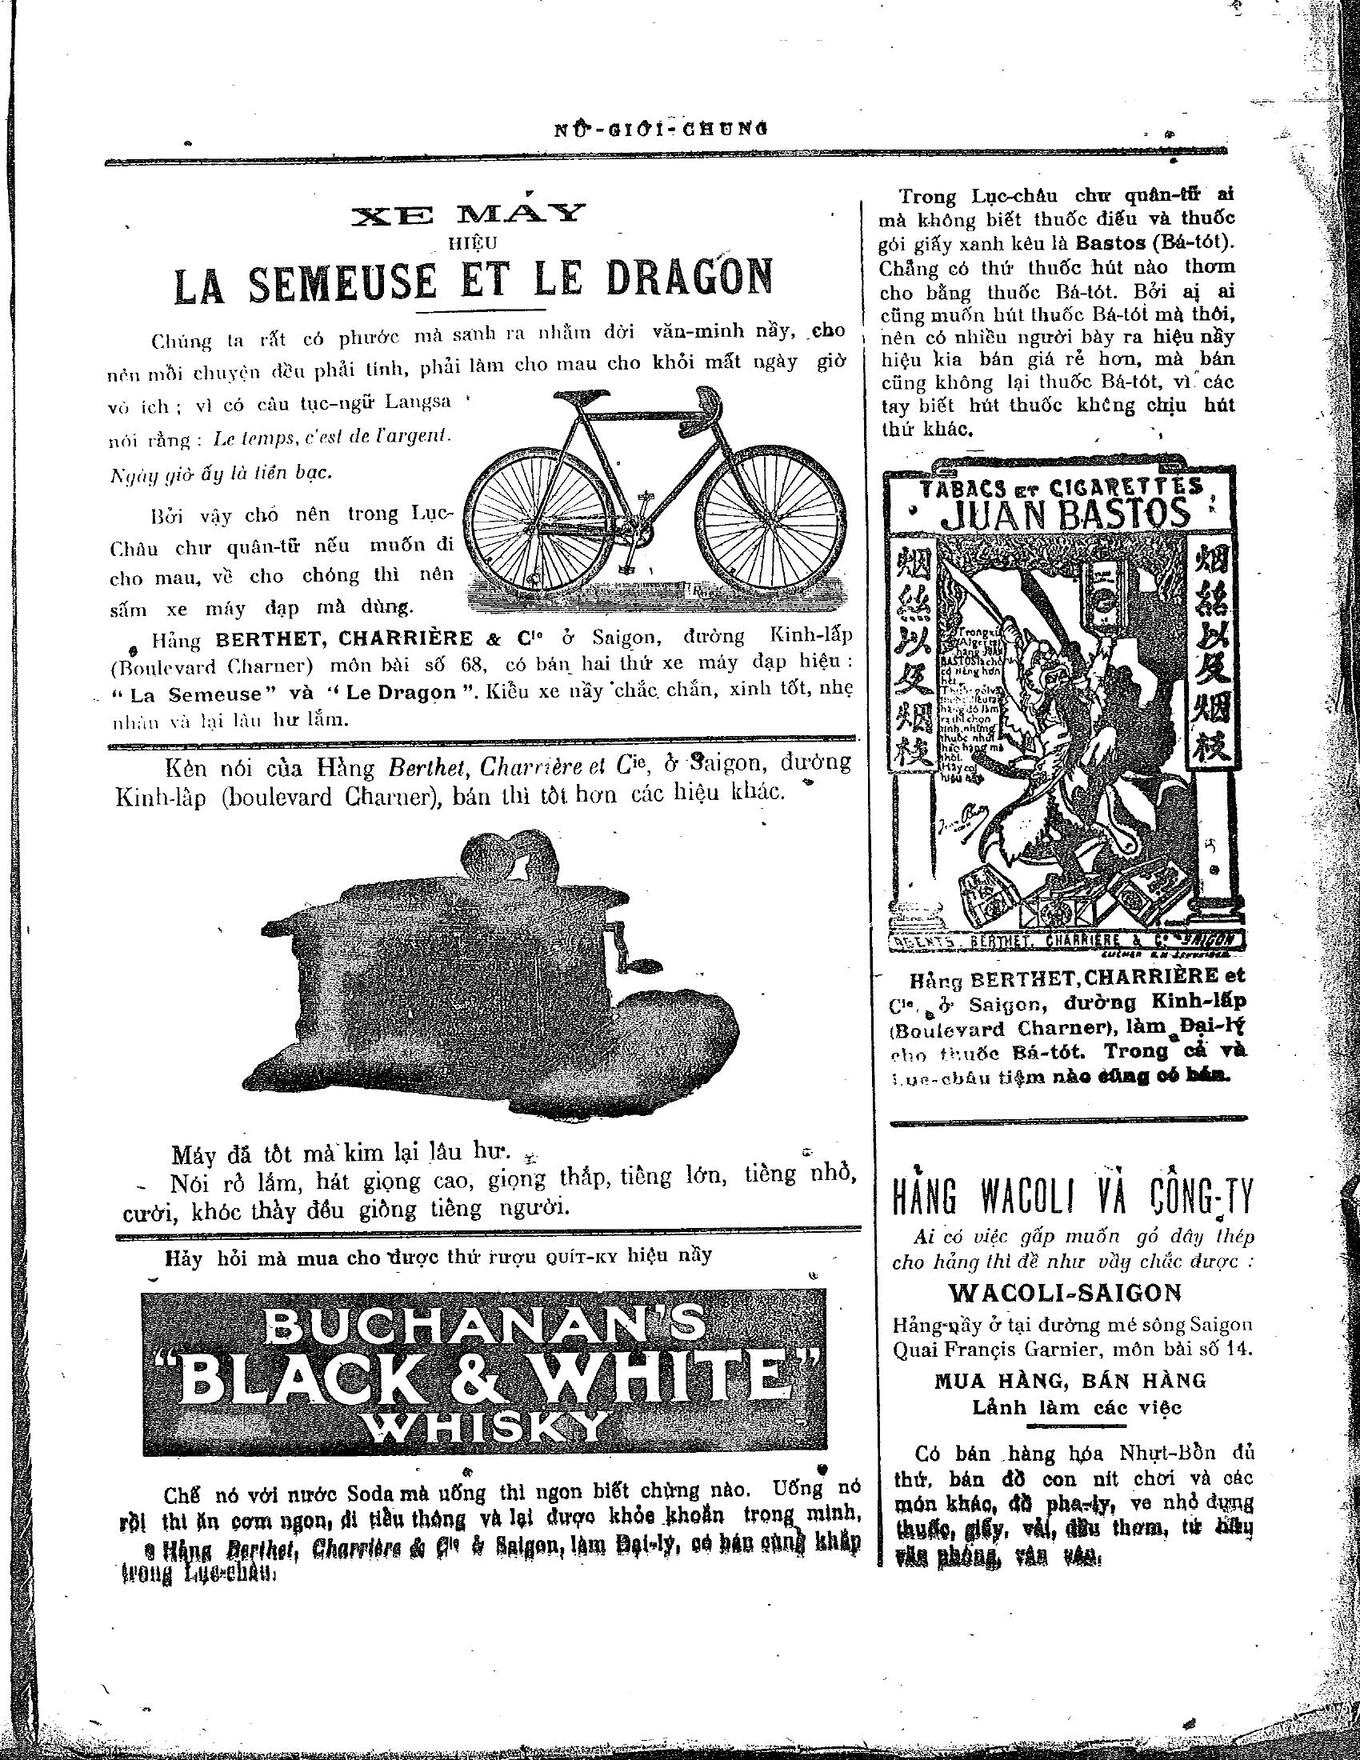 NỮ-GIỚI-CHUNG
XE MÁY
HIỆU
LA SEMEUSE ET LE DRAGON
Chúng ta rất có phước mà sanh ra nhằm đời văn-minh nầy, cho
nên mỗi chuyện đều phải tính, phải làm cho mau cho khỏi mất ngày giờ
vô ích ; vì có câu tục-ngữ Langsa
nói rằng : Le temps, c'est de l'argent.
Ngày giờ ấy là tiền bạc.
Bởi vậy chó nên trong Lục-
Châu chư quân-tử nếu muốn đi
cho mau, về cho chóng thì nên
sắm xe máy đạp mà dùng.
Hảng BERTHET, CHARRIÈRE & Cie ở Saigon, đường Kinh-lấp
(Boulevard Charner) môn bài số 68, có bán hai thứ xe máy đạp hiệu :
“ La Semeuse” và “ Le Dragon ”. Kiểu xe nầy chắc chắn, xinh tốt, nhẹ
nhàn và lại lâu hư lắm.
Kèn nói của Hảng Berthet, Charrière et Cie, ở Saigon, đường
Kinh-lấp (boulevard Charner), bán thì tốt hơn các hiệu khác.
Máy đã tốt mà kim lại lâu hư.
Nói rỏ lắm, hát giọng cao, giọng thấp, tiếng lớn, tiếng nhỏ,
cười, khóc thảy đều giống tiếng người.
Hảy hỏi mà mua cho được thứ rượu QUÍT-KY hiệu nầy
BUCHANAN'S
“BLACK & WHITE”
WHISKY
Chế nó với nước Soda mà uống thì ngon biết chừng nào. Uống nó
rồi thì ăn cơm ngon, đi tiểu thông và lại được khỏe khoắn trong mình,
Hảng Berthet, Charrière & Cie ở Saigon, làm Đại-lý, có bán cùng khắp
trong Lục-châu.
Trong Lục-châu chư quân-tử ai
mà không biết thuốc điếu và thuốc
gói giấy xanh kêu là Bastos (Bá-tót).
Chẳng có thứ thuốc hút nào thơm
cho bằng thuốc Bá-tót. Bởi ai ai
cũng muốn hút thuốc Bá-tót mà thôi,
nên có nhiều người bày ra hiệu nầy
hiệu kia bán giá rẻ hơn, mà bán
cũng không lại thuốc Bá-tót, vì các
tay biết hút thuốc không chịu hút
thứ khác.
TABACS ET CIGARETTES
JUAN BASTOS
烟絲以及烟枝
烟絲以及烟枝
AGENTS. BERTHET, CHARRIÈRE & Cie SAIGON
Hảng BERTHET, CHARRIÈRE et
Cie, ở Saigon, đường Kinh-lấp
(Boulevard Charner), làm Đại-lý
cho thuốc Bá-tót. Trong cả và
Lục-châu tiệm nào cũng có bán.
HẢNG WACOLI VÀ CÔNG-TY
Ai có việc gấp muốn gỏ dây thép
cho hảng thì đề như vầy chắc được :
WACOLI-SAIGON
Hảng nầy ở tại đường mé sông Saigon
Quai Françis Garnier, môn bài số 14.
MUA HÀNG, BÁN HÀNG
Lảnh làm các việc
Có bán hàng hóa Nhựt-Bổn đủ
thứ, bán đồ con nít chơi và các
món khác, đồ pha-ly, ve nhỏ đựng
thuốc, giấy, vải, dầu thơm, tứ bửu
văn phòng, vân vân.